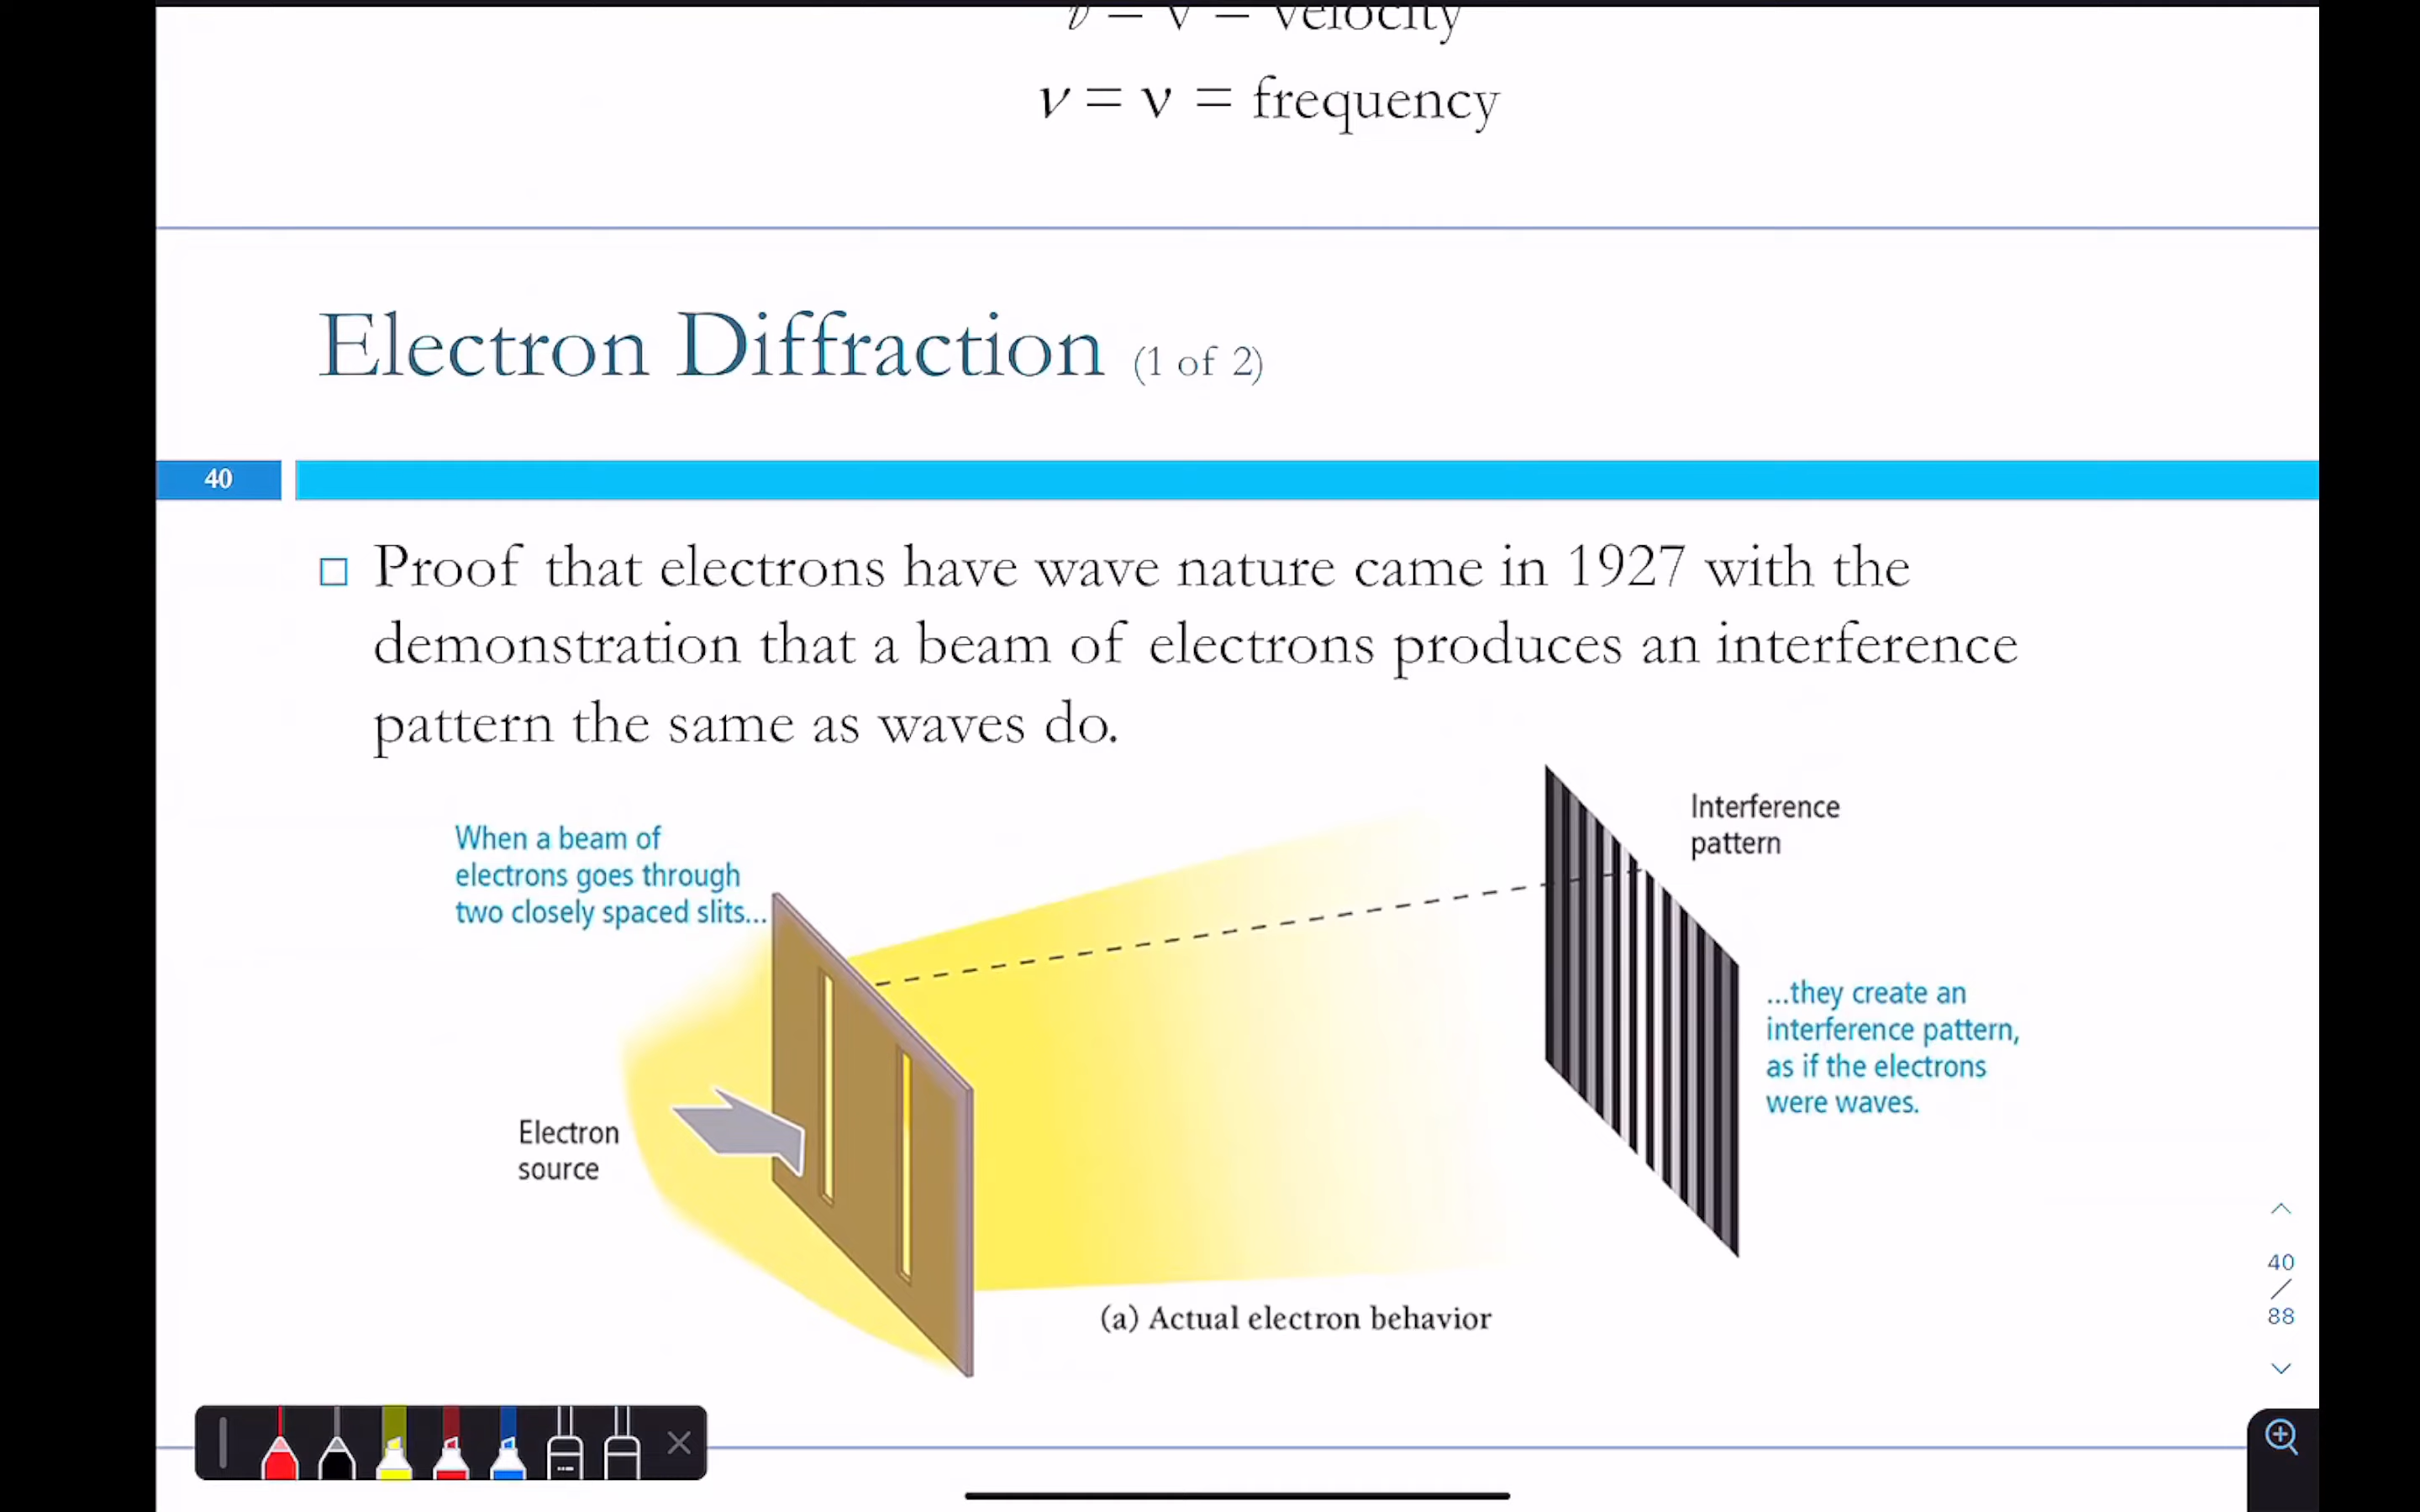 v = v = velocity
ν = ν = frequency
Electron Diffraction (1 of 2)
40
Proof that electrons have wave nature came in 1927 with the
demonstration that a beam of electrons produces an interference
pattern the same as waves do.
When a beam of
electrons goes through
two closely spaced slits...
Interference
pattern
...they create an
interference pattern,
as if the electrons
were waves.
Electron
source
(a) Actual electron behavior
40
/
88